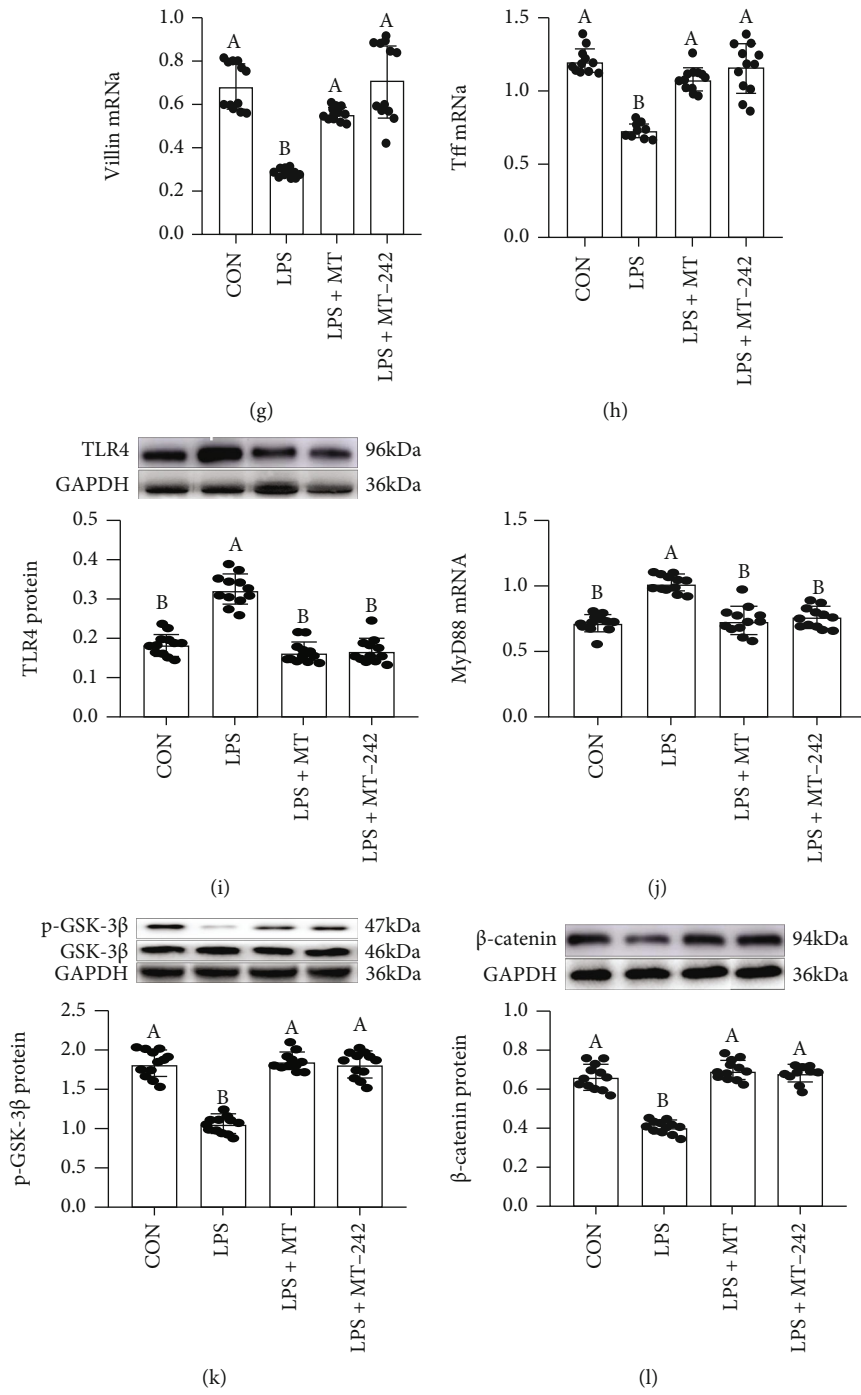 Villin mRNa
1.0
0.8
0.6
0.4
0.2
0.0
A
B
A
A
CON
LPS
LPS + MT
LPS + MT–242
(g)
Tff mRNa
1.5
1.0
0.5
0.0
A
B
A
A
CON
LPS
LPS + MT
LPS + MT–242
(h)
TLR4
96kDa
GAPDH
36kDa
TLR4 protein
0.5
0.4
0.3
0.2
0.1
0.0
B
A
B
B
CON
LPS
LPS + MT
LPS + MT–242
(i)
MyD88 mRNA
1.5
1.0
0.5
0.0
B
A
B
B
CON
LPS
LPS + MT
LPS + MT–242
(j)
p-GSK-3β
47kDa
GSK-3β
46kDa
GAPDH
36kDa
p-GSK-3β protein
2.5
2.0
1.5
1.0
0.5
0.0
A
B
A
A
CON
LPS
LPS + MT
LPS + MT–242
(k)
β-catenin
94kDa
GAPDH
36kDa
β-catenin protein
1.0
0.8
0.6
0.4
0.2
0.0
A
B
A
A
CON
LPS
LPS + MT
LPS + MT–242
(l)